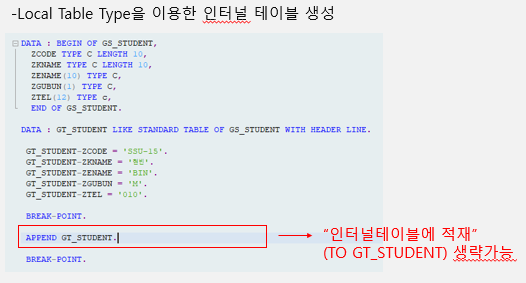 -Local Table Type을 이용한 인터널 테이블 생성
DATA : BEGIN OF GS_STUDENT,
ZCODE TYPE C LENGTH 10,
ZKNAME TYPE C LENGTH 10,
ZENAME(10) TYPE C,
ZGUBUN(1) TYPE C,
ZTEL(12) TYPE c,
END OF GS_STUDENT.
DATA : GT_STUDENT LIKE STANDARD TABLE OF GS_STUDENT WITH HEADER LINE.
GT_STUDENT-ZCODE = 'SSU-15'.
GT_STUDENT-ZKNAME = '현빈'.
GT_STUDENT-ZENAME = 'BIN'.
GT_STUDENT-ZGUBUN = 'M'.
GT_STUDENT-ZTEL = '010'.
BREAK-POINT.
APPEND GT_STUDENT.
"인터널테이블에 적재"
(TO GT_STUDENT) 생략가능
BREAK-POINT.